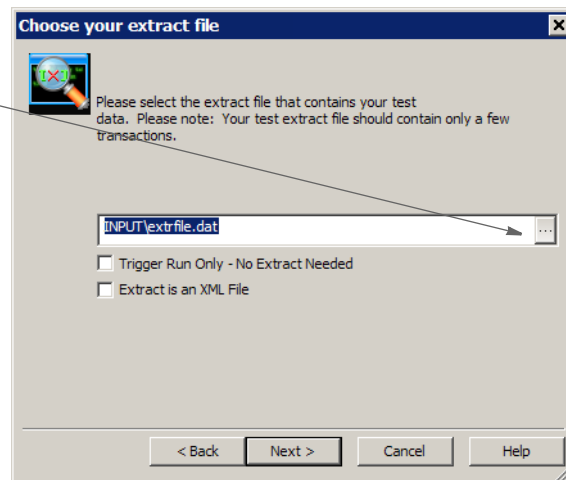 Choose your extract file
Please select the extract file that contains your test
data.  Please note:  Your test extract file should contain only a few
transactions.
INPUT\extrfile.dat
...
Trigger Run Only - No Extract Needed
Extract is an XML File
< Back
Next >
Cancel
Help